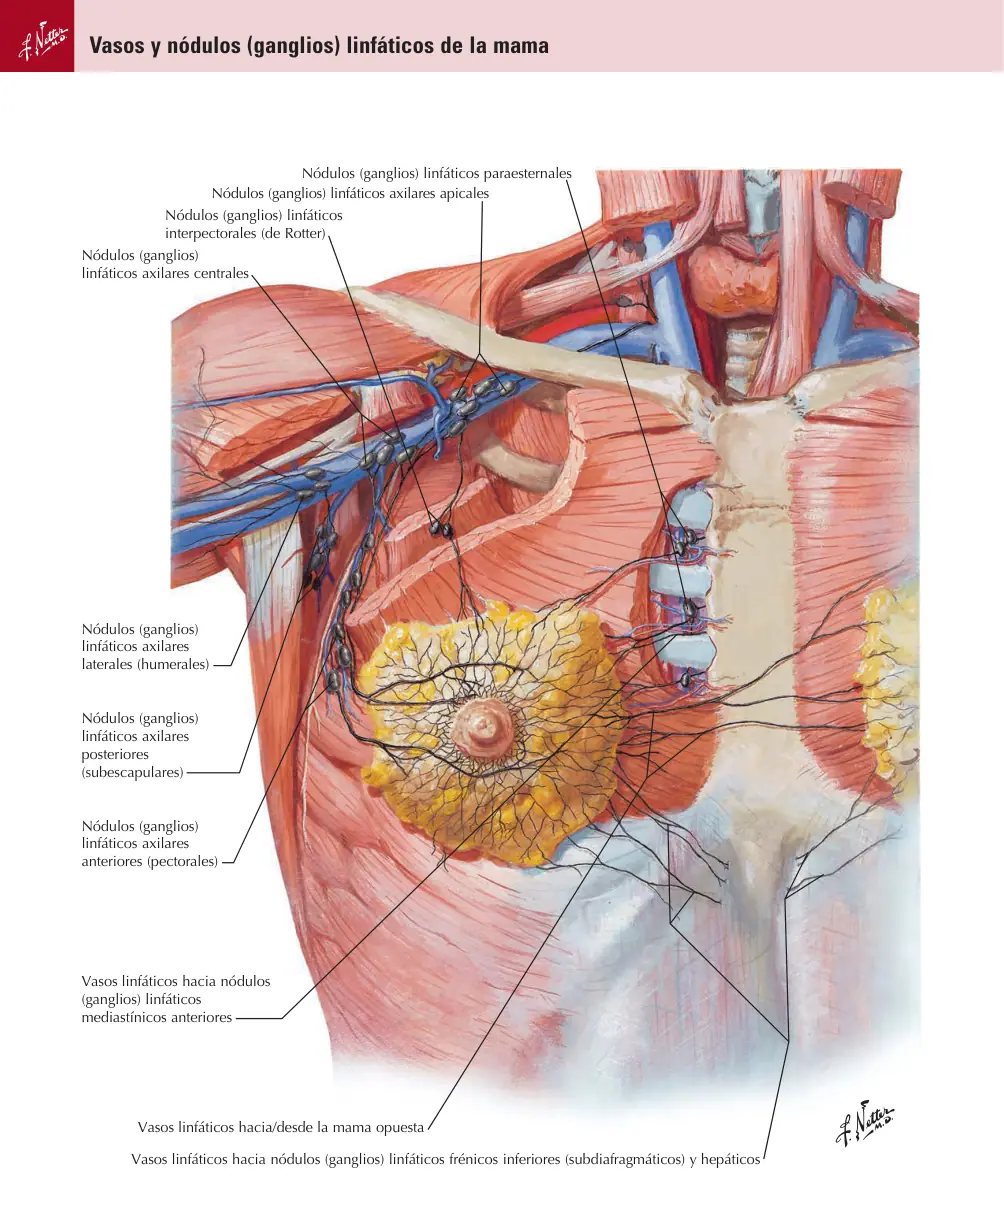 F. Netter M.D.
Vasos y nódulos (ganglios) linfáticos de la mama
Nódulos (ganglios) linfáticos paraesternales
Nódulos (ganglios) linfáticos axilares apicales
Nódulos (ganglios) linfáticos
interpectorales (de Rotter)
Nódulos (ganglios)
linfáticos axilares centrales
Nódulos (ganglios)
linfáticos axilares
laterales (humerales)
Nódulos (ganglios)
linfáticos axilares
posteriores
(subescapulares)
Nódulos (ganglios)
linfáticos axilares
anteriores (pectorales)
Vasos linfáticos hacia nódulos
(ganglios) linfáticos
mediastínicos anteriores
Vasos linfáticos hacia/desde la mama opuesta
Vasos linfáticos hacia nódulos (ganglios) linfáticos frénicos inferiores (subdiafragmáticos) y hepáticos
F. Netter M.D.